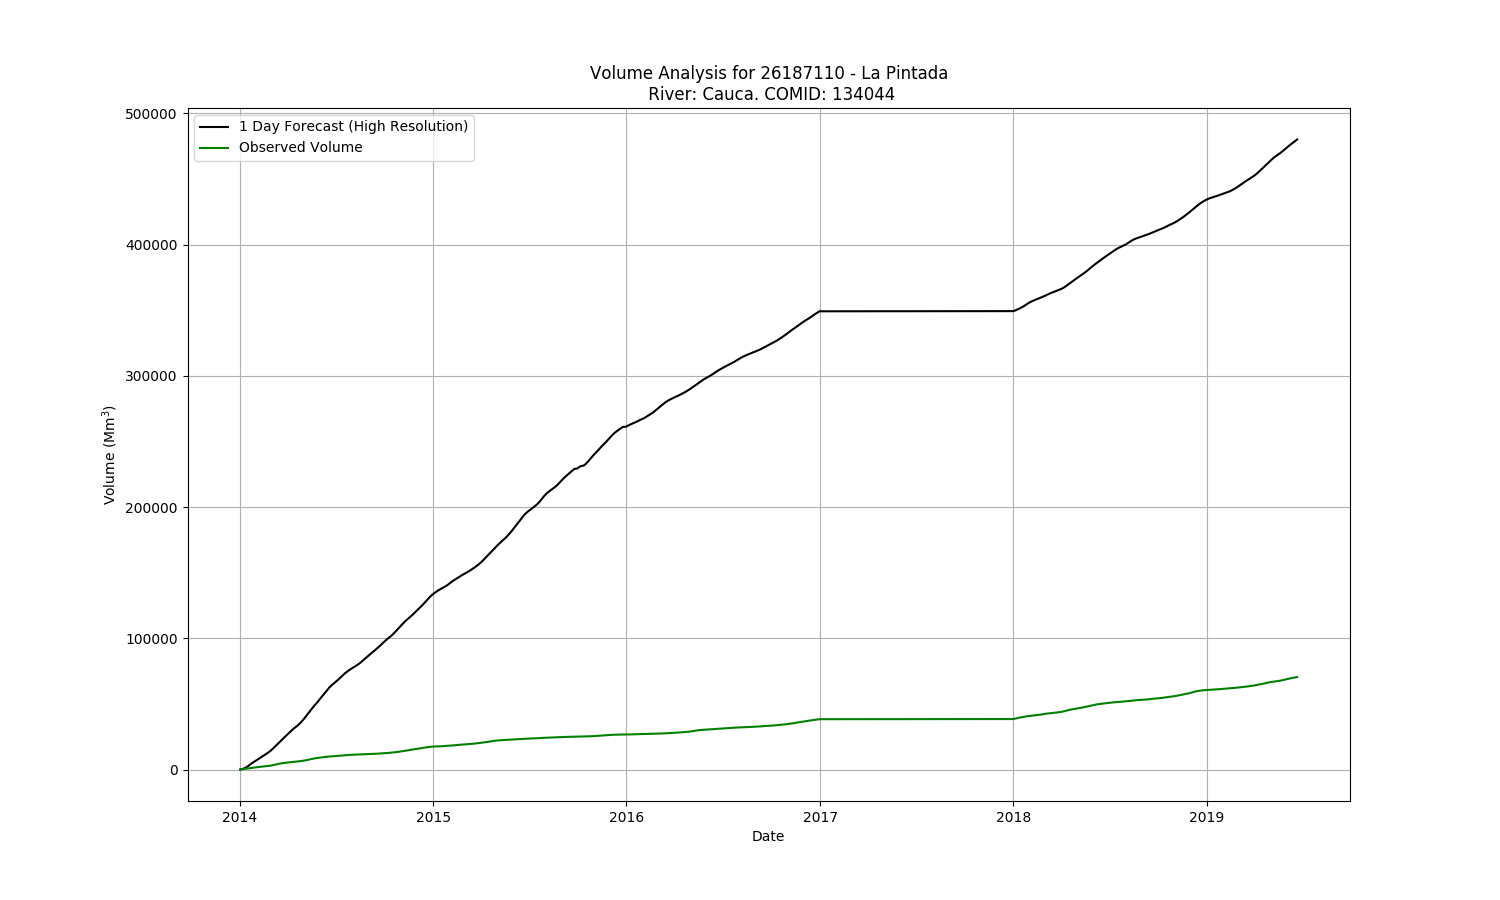 Volume Analysis for 26187110 - La Pintada
River: Cauca. COMID: 134044
500000
400000
300000
200000
100000
0
Volume (Mm³)
1 Day Forecast (High Resolution)
Observed Volume
2014 2015 2016 2017 2018 2019
Date